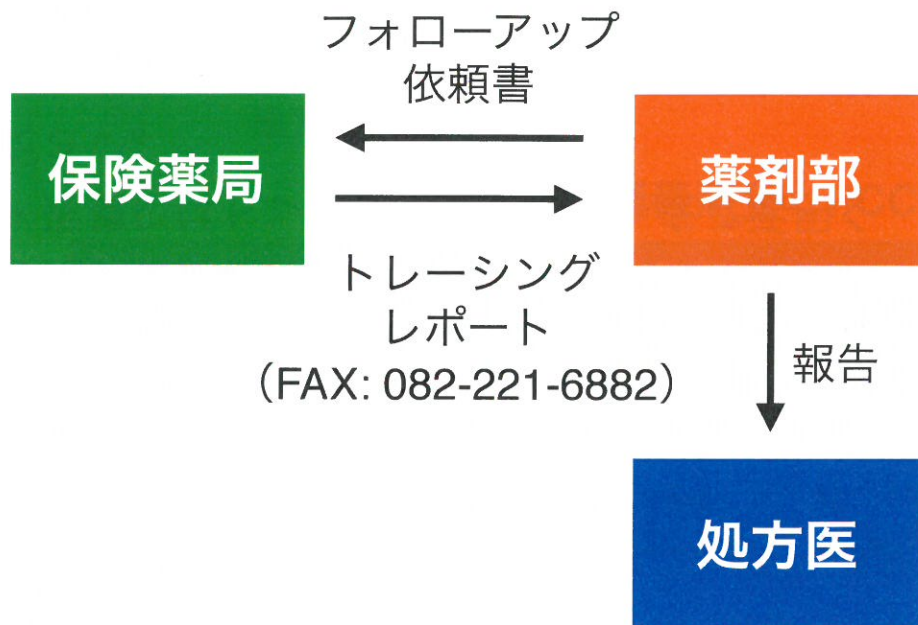 フォローアップ
依頼書
保険薬局
薬剤部
トレーシング
レポート
（FAX: 082-221-6882）
報告
処方医